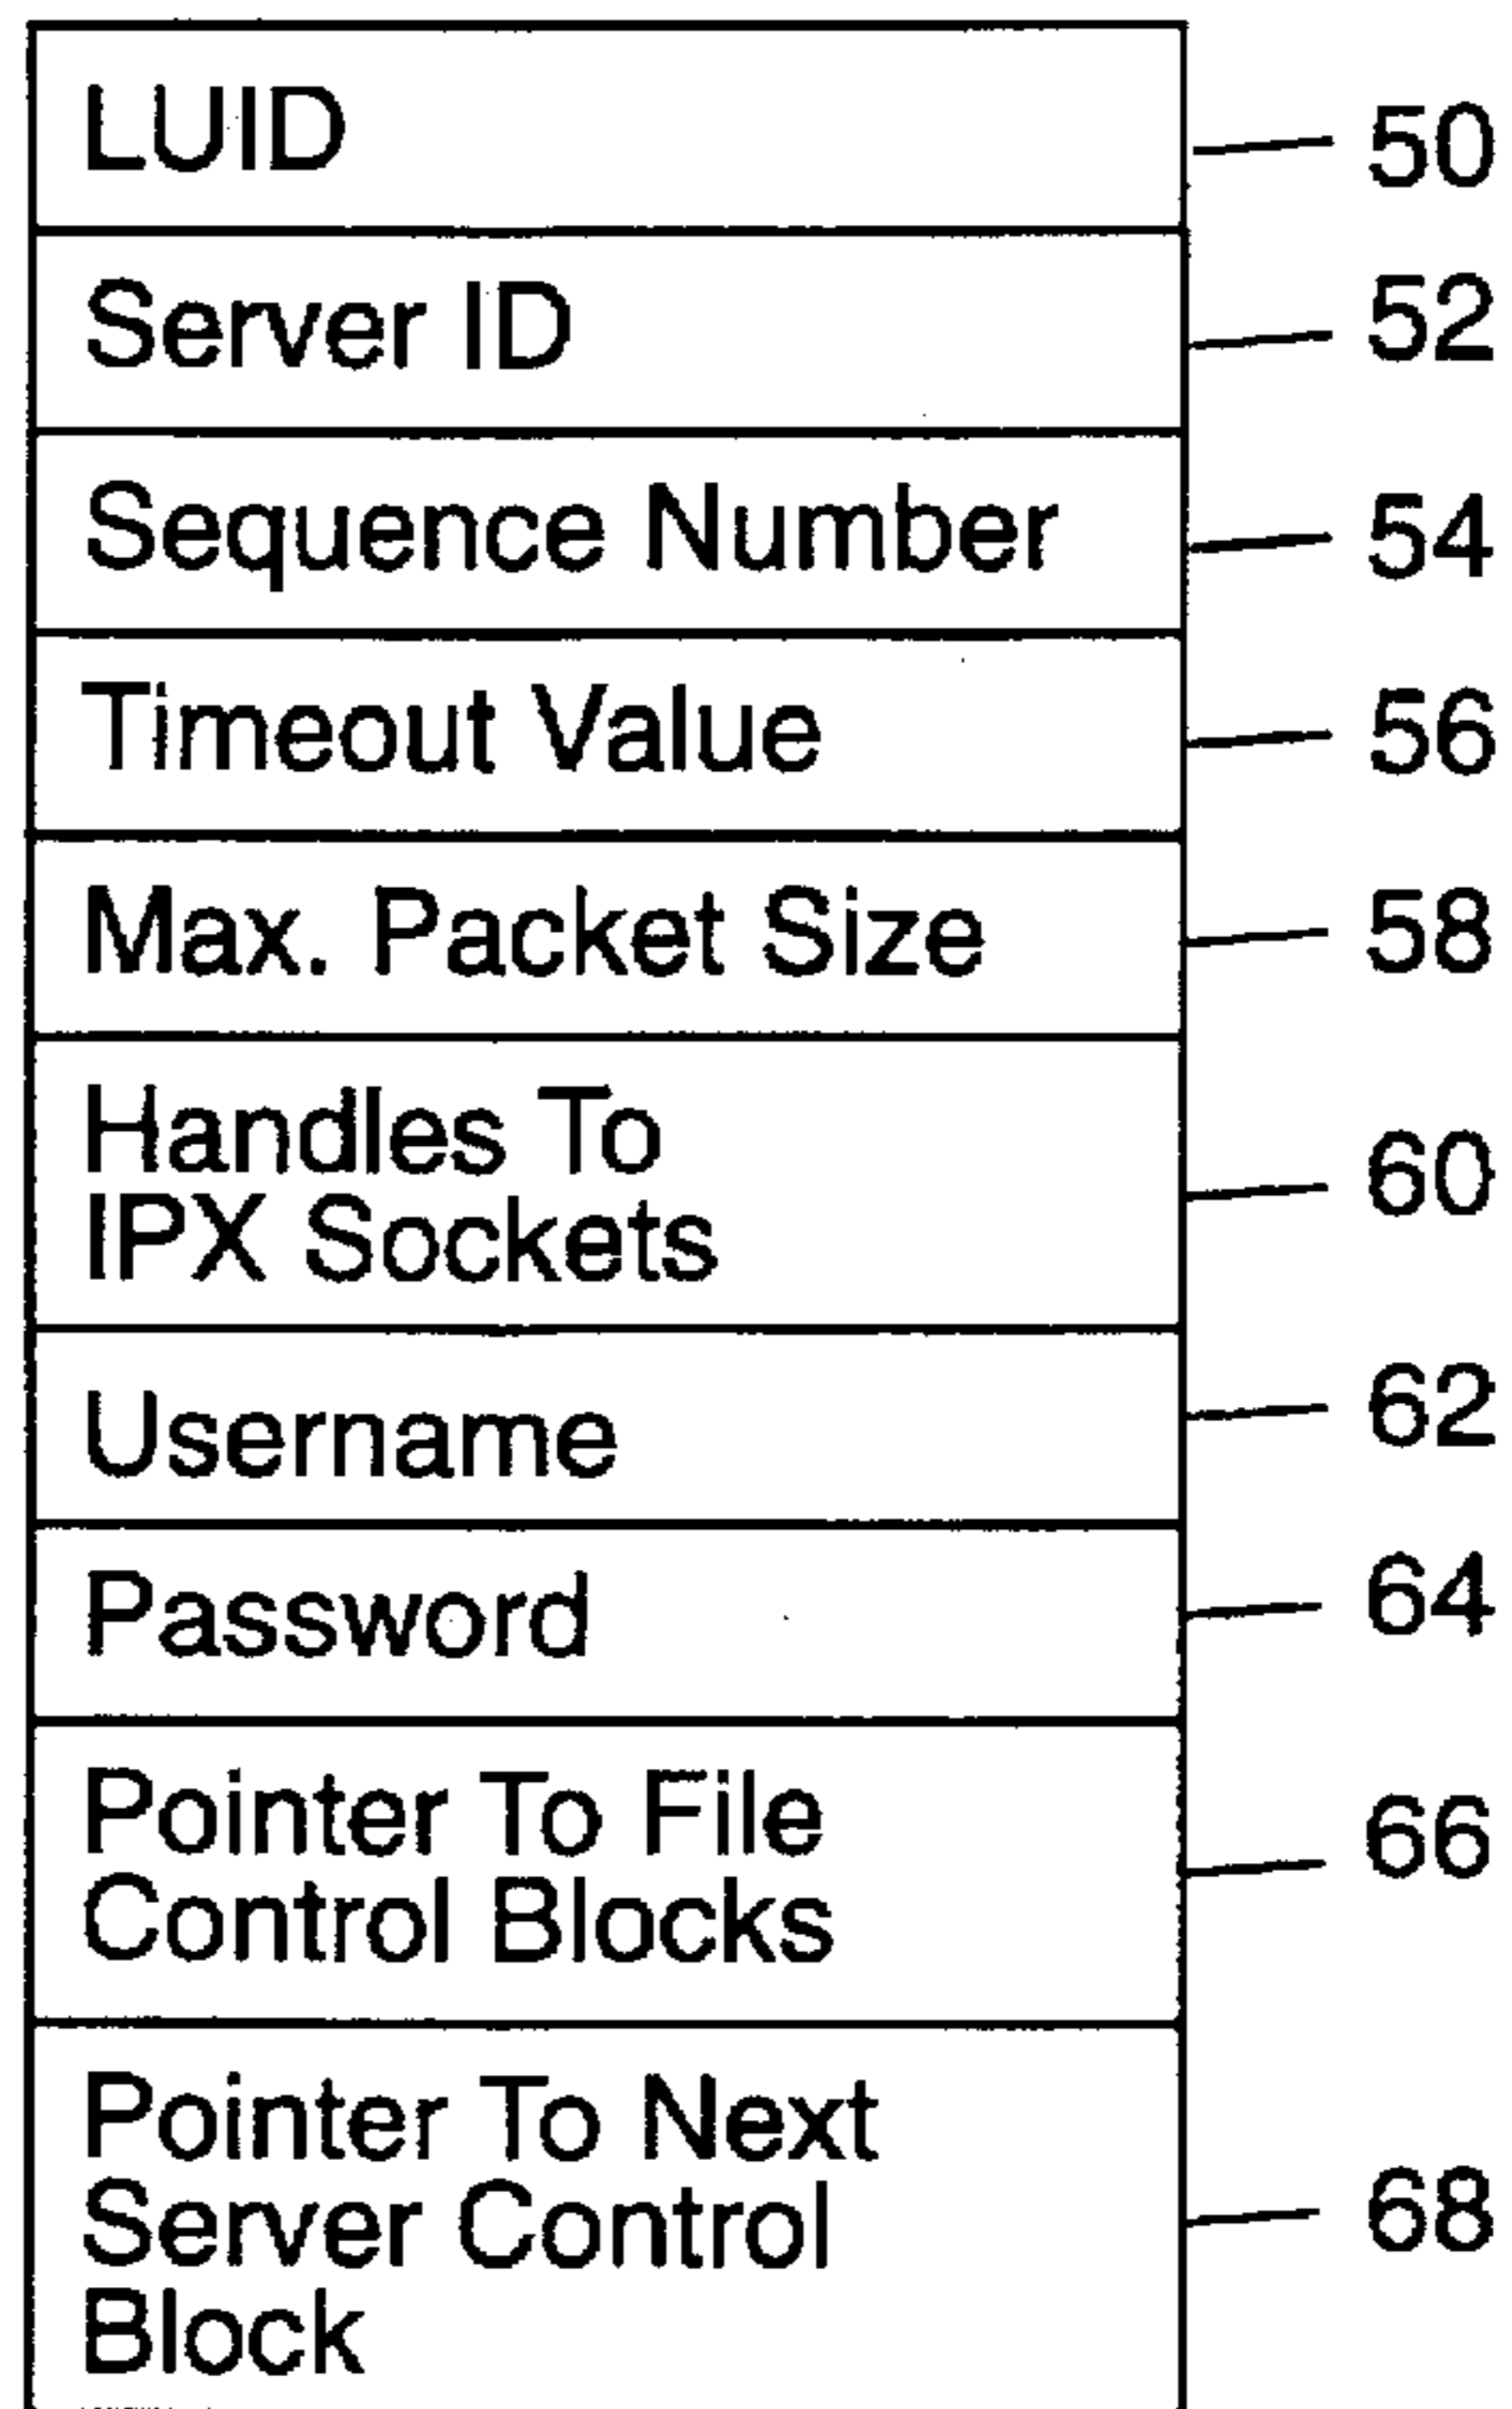 LUID 50
Server ID 52
Sequence Number 54
Timeout Value 56
Max. Packet Size 58
Handles To
IPX Sockets 60
Username 62
Password 64
Pointer To File
Control Blocks 66
Pointer To Next
Server Control 68
Block